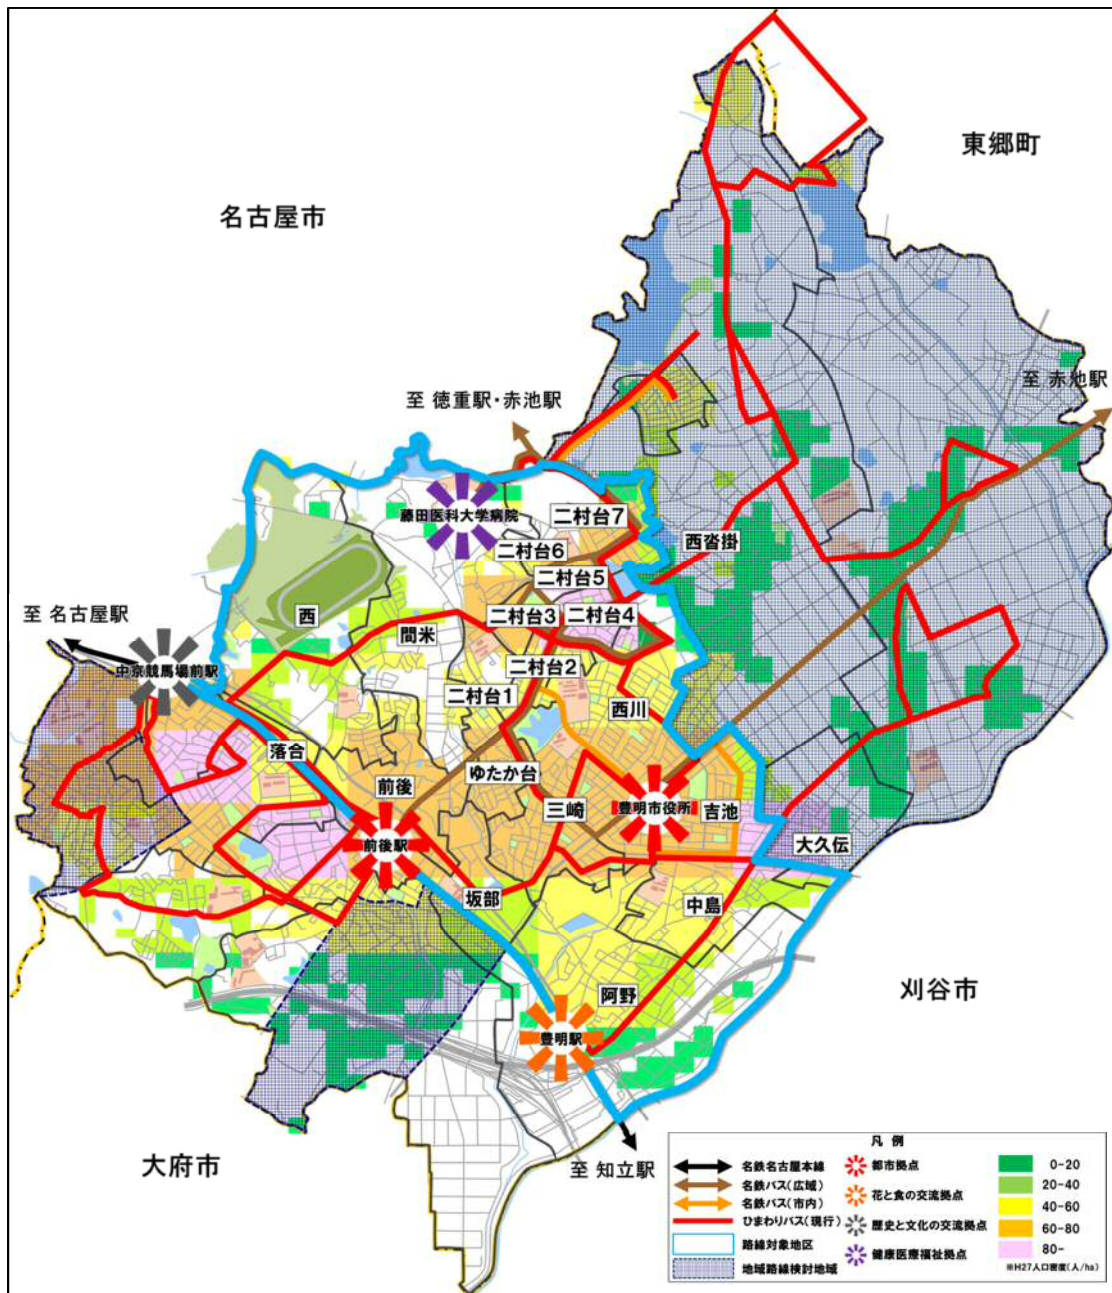 東郷町
名古屋市
至 赤池駅
至 徳重駅・赤池駅
藤田医科大学病院
二村台7
二村台6
西沓掛
二村台5
二村台3
二村台4
至 名古屋駅
西
間米
中京競馬場前駅
二村台2
二村台1
西川
落合
前後
ゆたか台
三崎
豊明市役所
吉池
前後駅
大久伝
坂部
中島
阿野
刈谷市
豊明駅
大府市
至 知立駅
凡 例
名鉄名古屋本線
名鉄バス(広域)
名鉄バス(市内)
ひまわりバス(現行)
路線対象地区
地域路線検討地域
都市拠点
花と食の交流拠点
歴史と文化の交流拠点
健康医療福祉拠点
0-20
20-40
40-60
60-80
80-
※H27人口密度(人/ha)